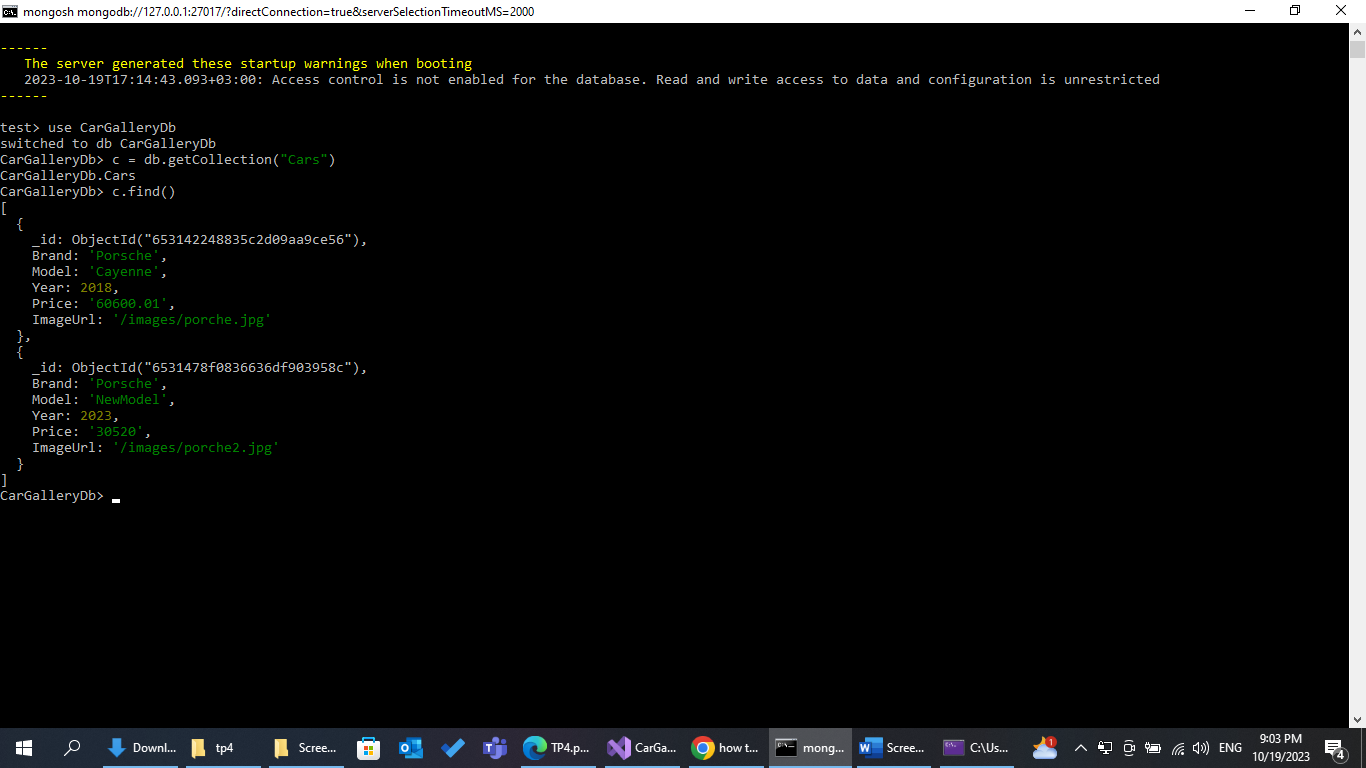 mongosh mongodb://127.0.0.1:27017/?directConnection=true&serverSelectionTimeoutMS=2000
------
   The server generated these startup warnings when booting
   2023-10-19T17:14:43.093+03:00: Access control is not enabled for the database. Read and write access to data and configuration is unrestricted
------
test> use CarGalleryDb
switched to db CarGalleryDb
CarGalleryDb> c = db.getCollection("Cars")
CarGalleryDb.Cars
CarGalleryDb> c.find()
[
  {
    _id: ObjectId("653142248835c2d09aa9ce56"),
    Brand: 'Porsche',
    Model: 'Cayenne',
    Year: 2018,
    Price: '60600.01',
    ImageUrl: '/images/porche.jpg'
  },
  {
    _id: ObjectId("6531478f0836636df903958c"),
    Brand: 'Porsche',
    Model: 'NewModel',
    Year: 2023,
    Price: '30520',
    ImageUrl: '/images/porche2.jpg'
  }
]
CarGalleryDb>
Downl... tp4 Scree... TP4.p... CarGa... how t... mong... Scree... C:\Us... 1 ENG 9:03 PM 4
10/19/2023